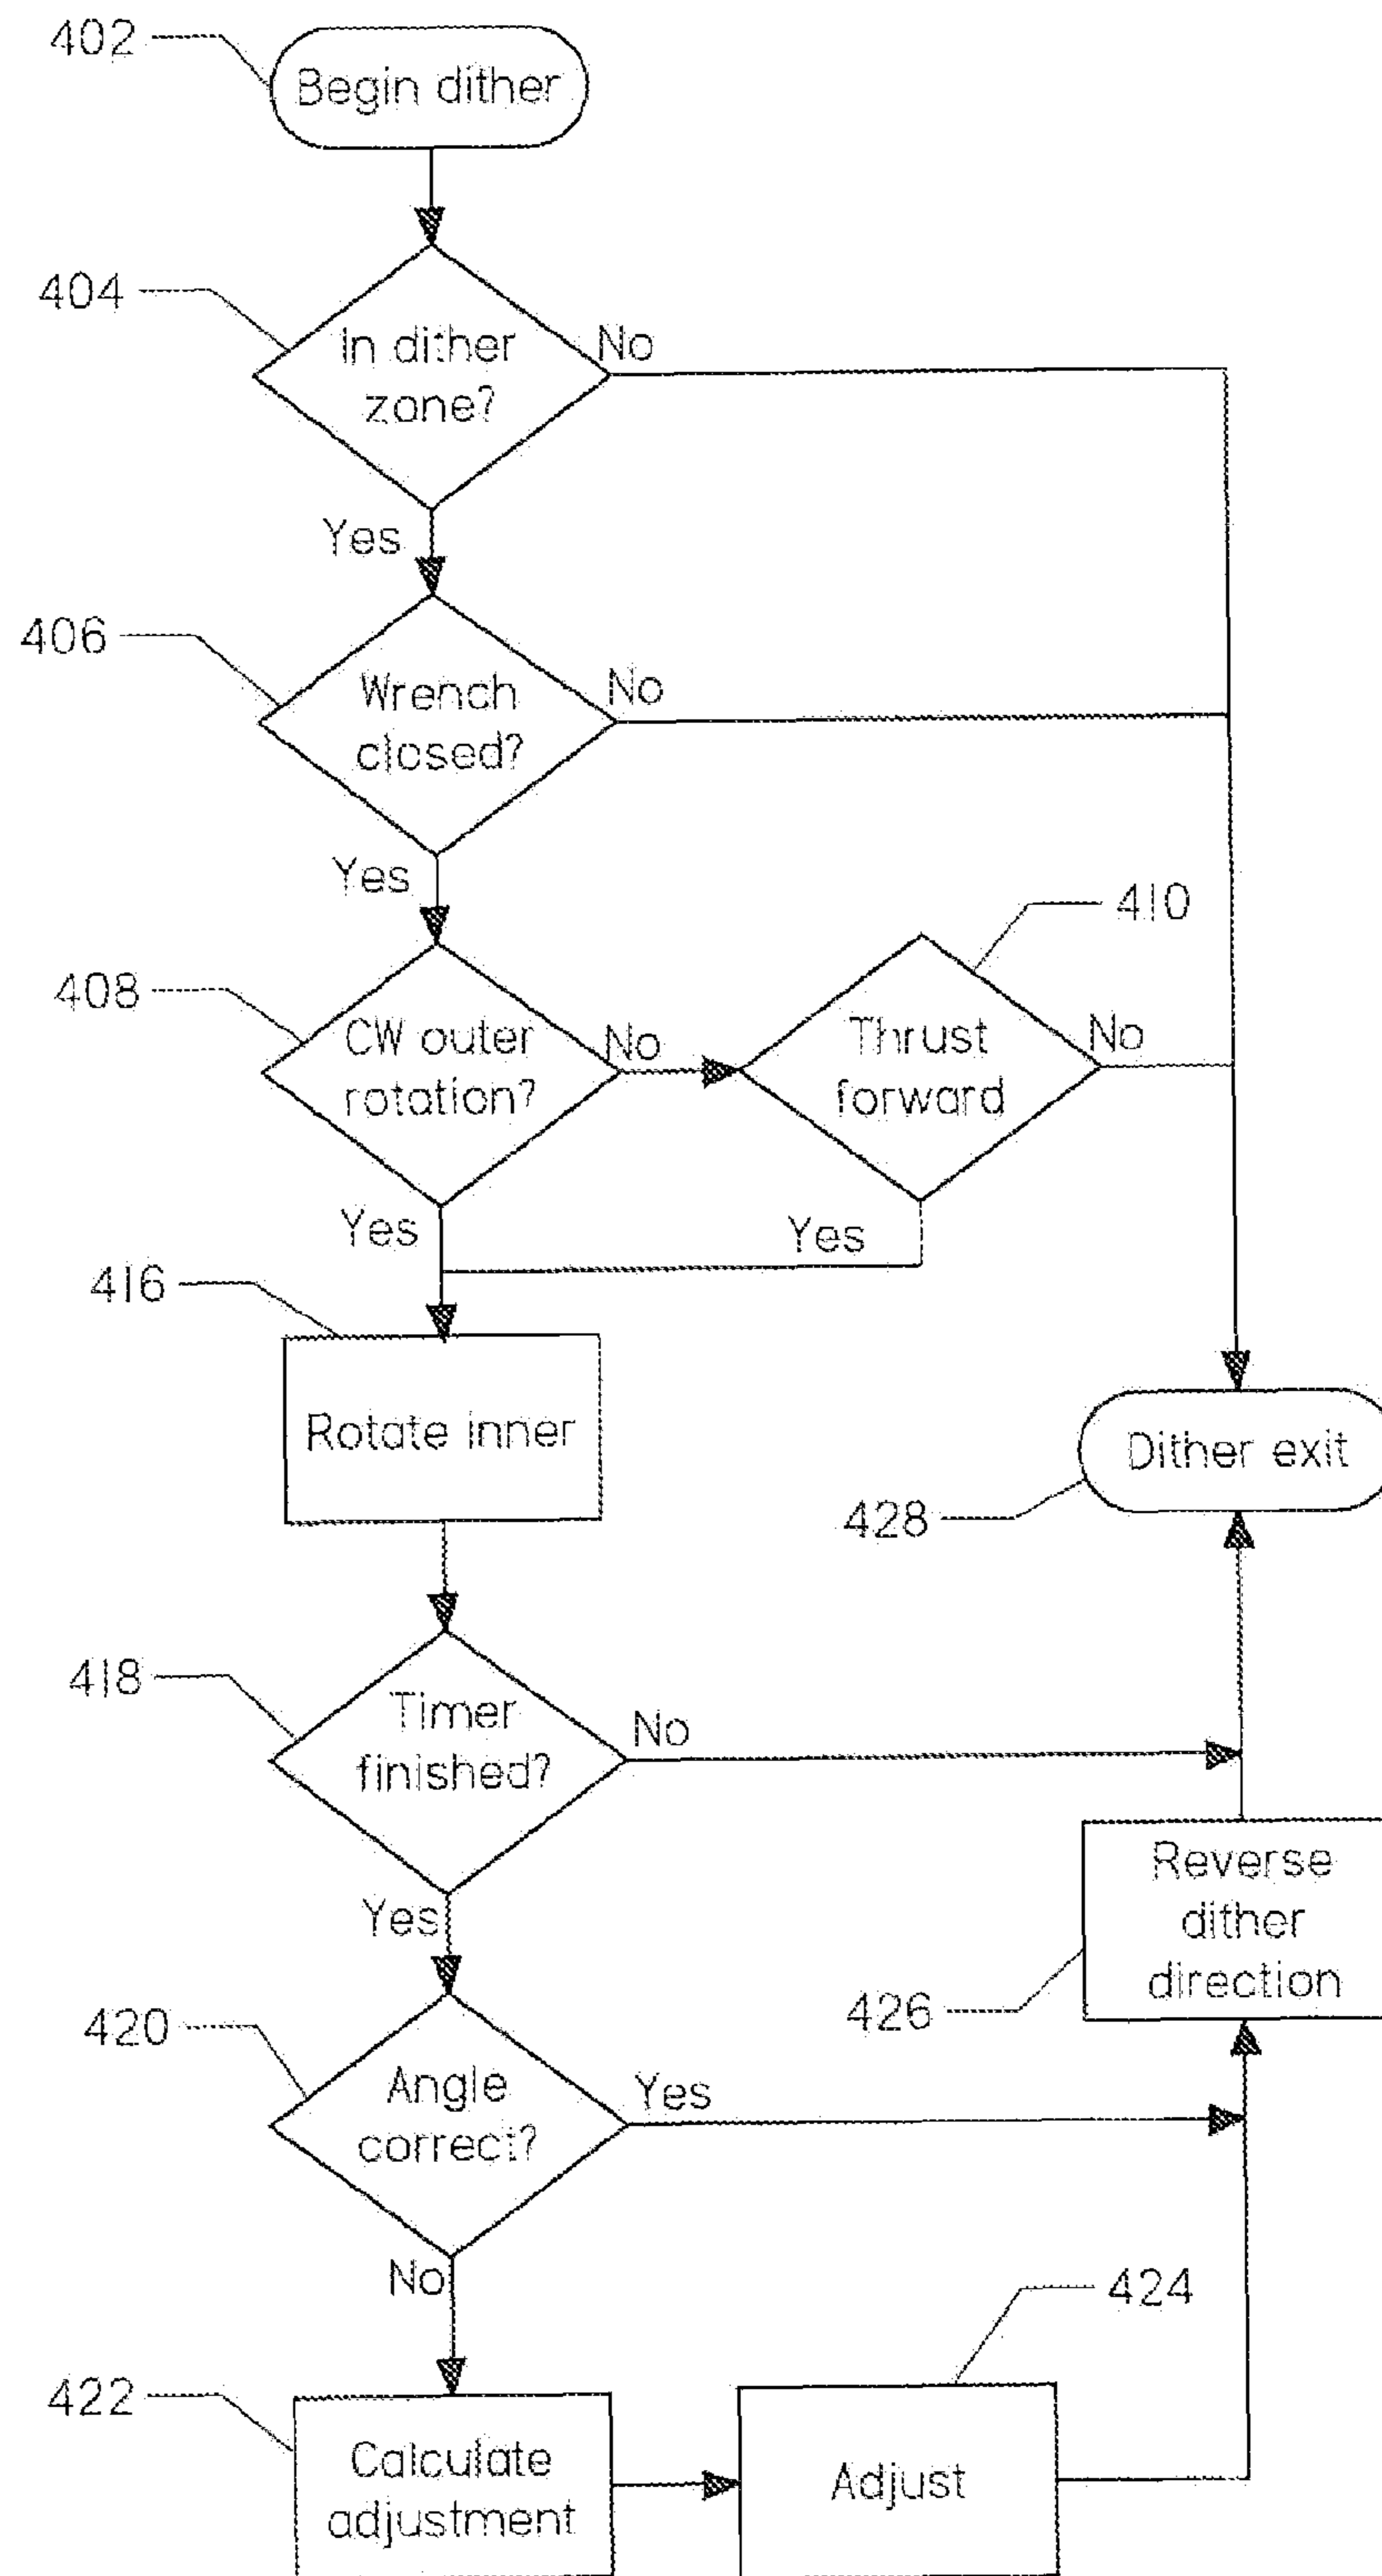 402
Begin dither
404
In dither
zone?
No
Yes
406
Wrench
closed?
No
Yes
410
408
CW outer
rotation?
No
Thrust
forward
No
Yes
Yes
416
Rotate inner
Dither exit
428
418
Timer
finished?
No
Yes
Reverse
dither
direction
426
420
Angle
correct?
Yes
No
424
422
Calculate
adjustment
Adjust